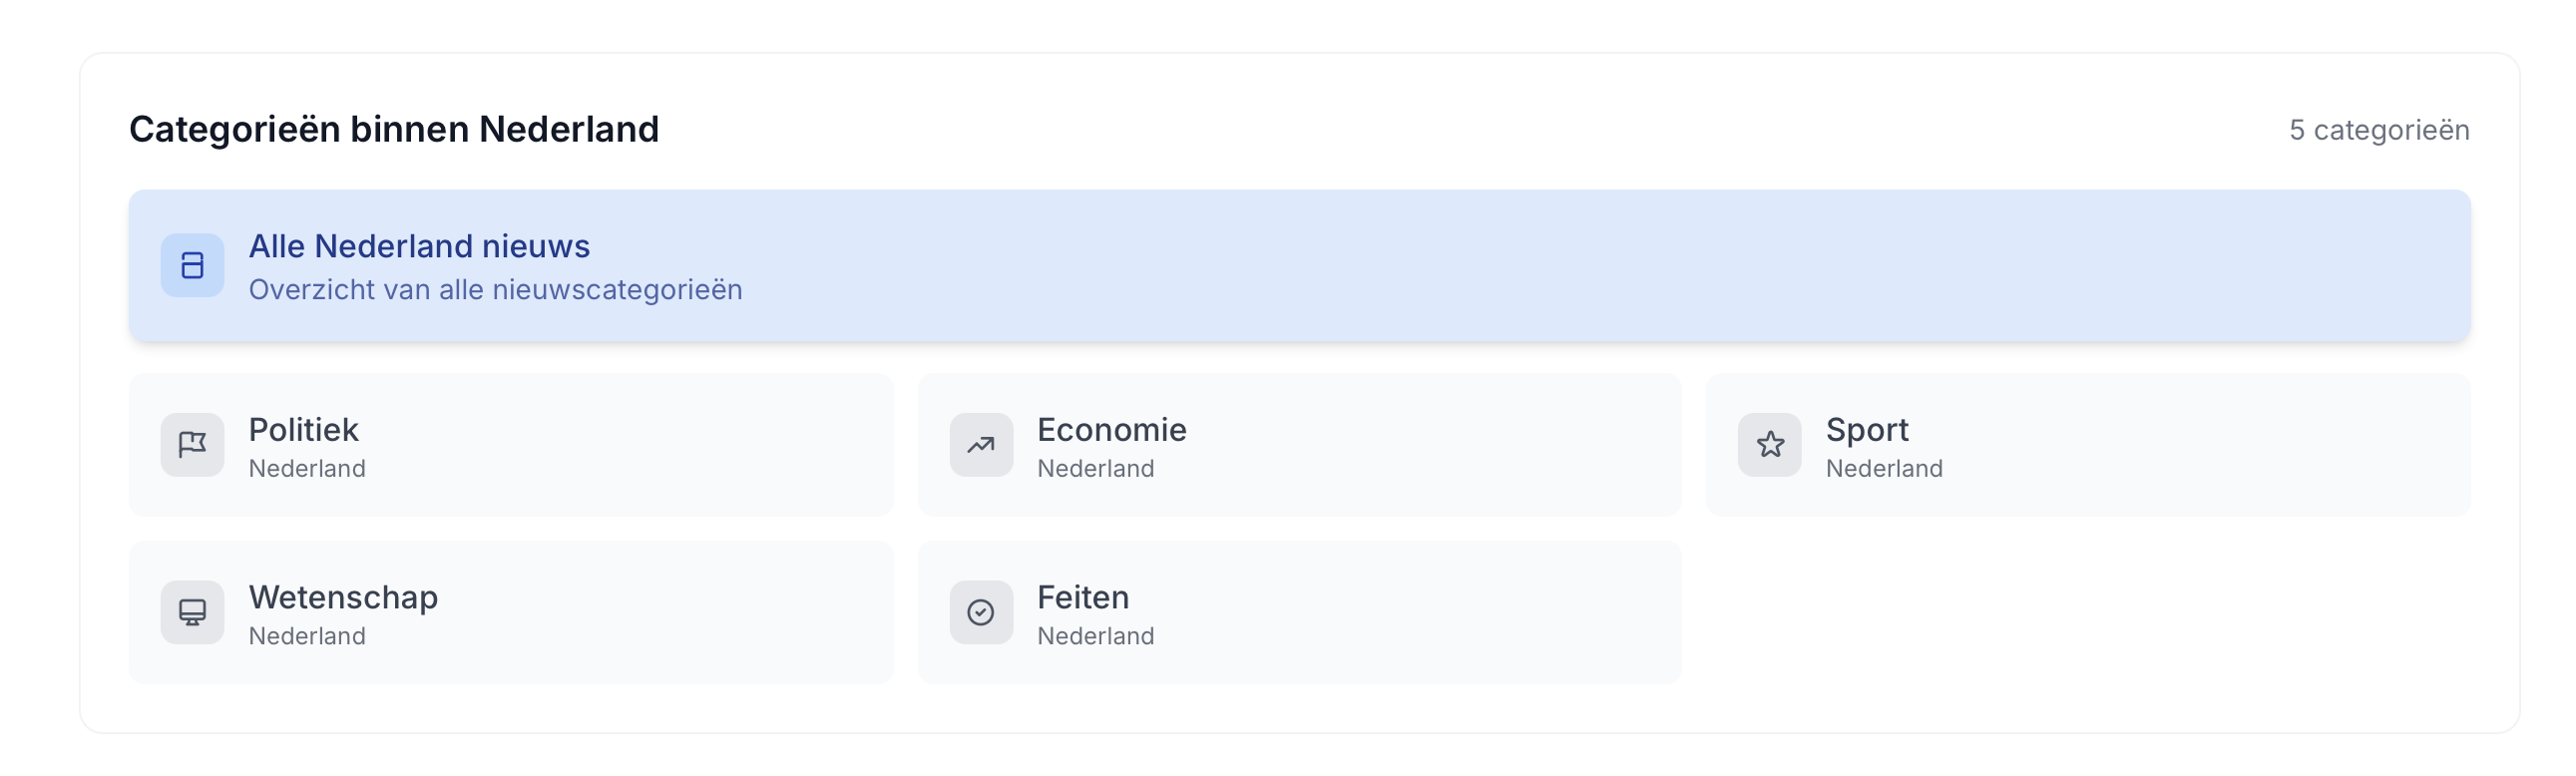 Categorieën binnen Nederland
5 categorieën
Alle Nederland nieuws
Overzicht van alle nieuwscategorieën
Politiek
Nederland
Economie
Nederland
Sport
Nederland
Wetenschap
Nederland
Feiten
Nederland